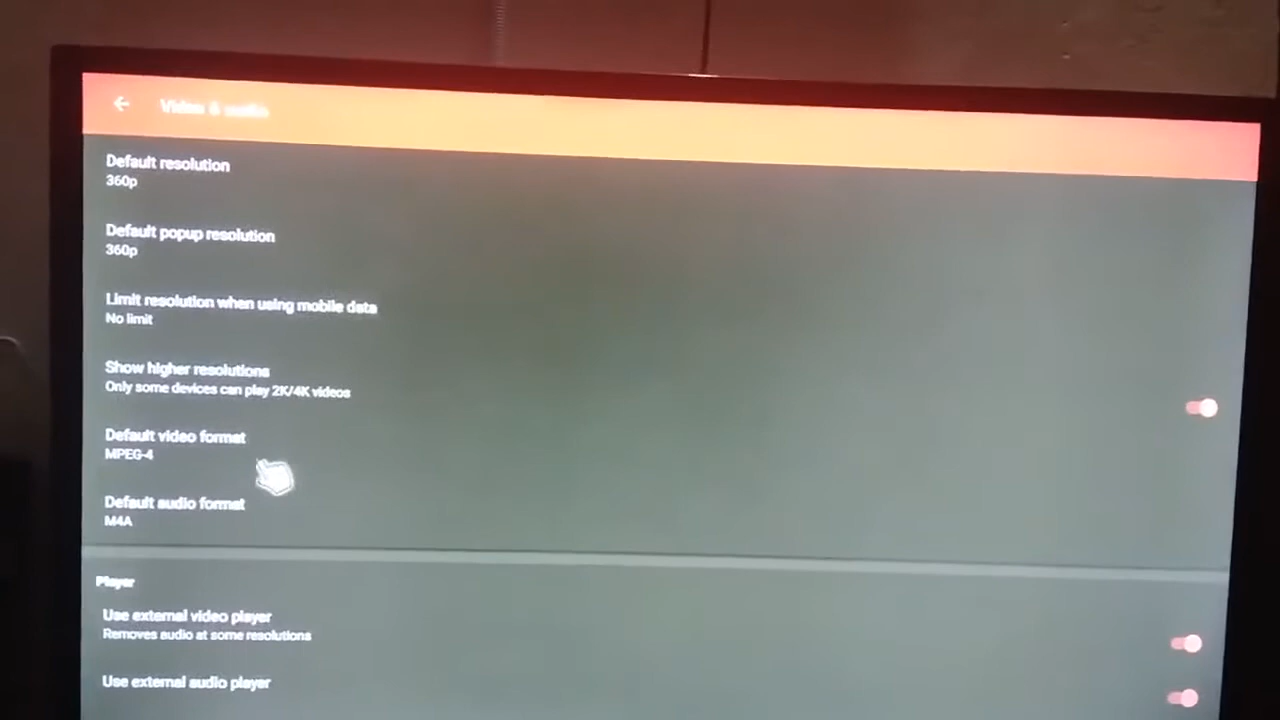 Video & audio
Default resolution
360p
Default popup resolution
360p
Limit resolution when using mobile data
No limit
Show higher resolutions
Only some devices can play 2K/4K videos
Default video format
MPEG-4
Default audio format
M4A
Player
Use external video player
Removes audio at some resolutions
Use external audio player